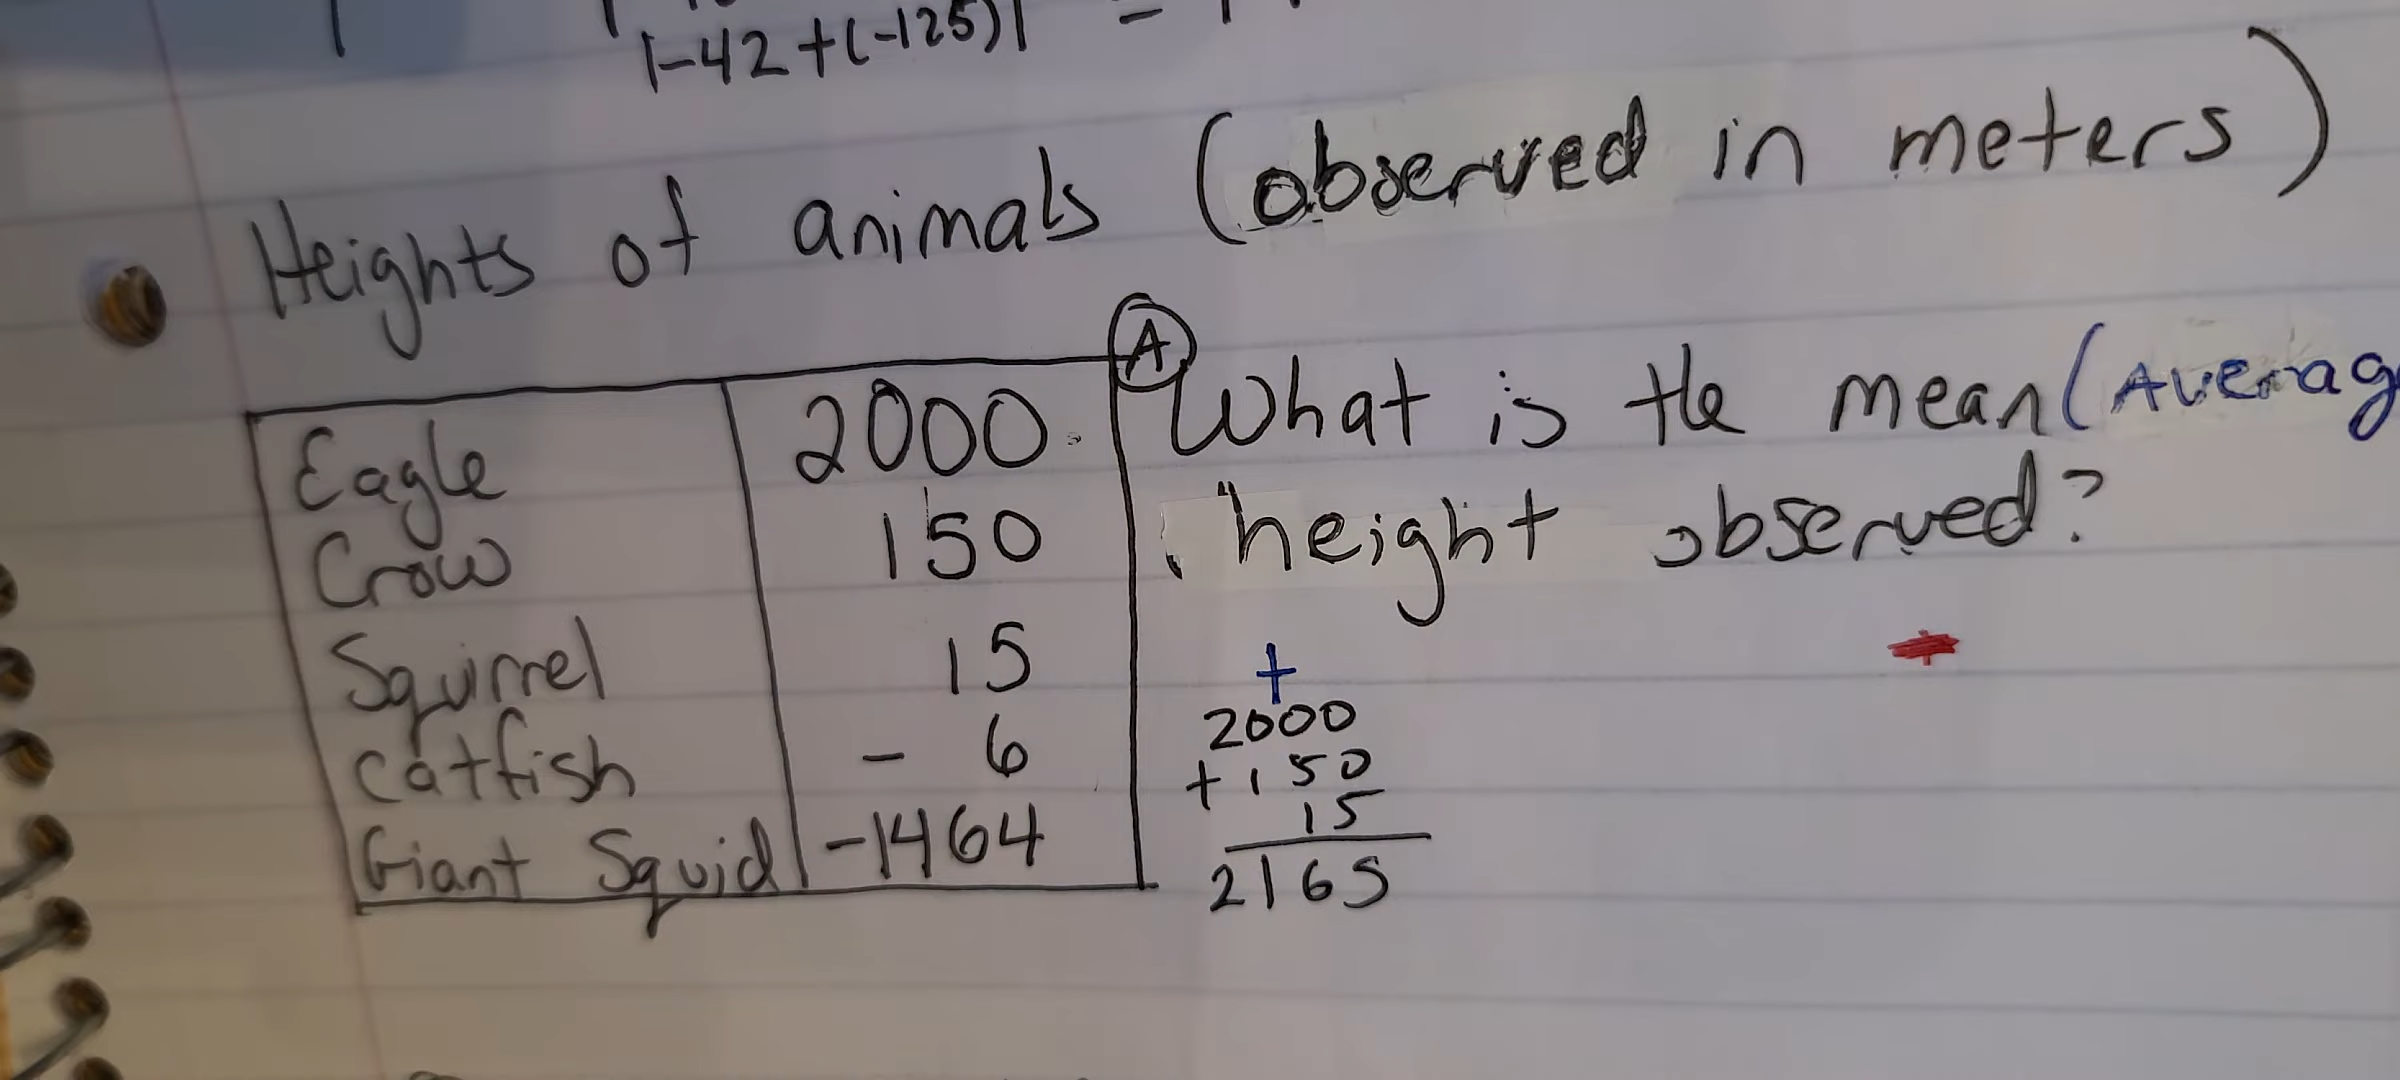 |-42+(-125)|
Heights of animals (observed in meters)
Eagle 2000
Crow 150
Squirrel 15
Catfish - 6
Giant Squid -1464
A What is the mean (Averag
height observed?
+
2000
+150
15
2165